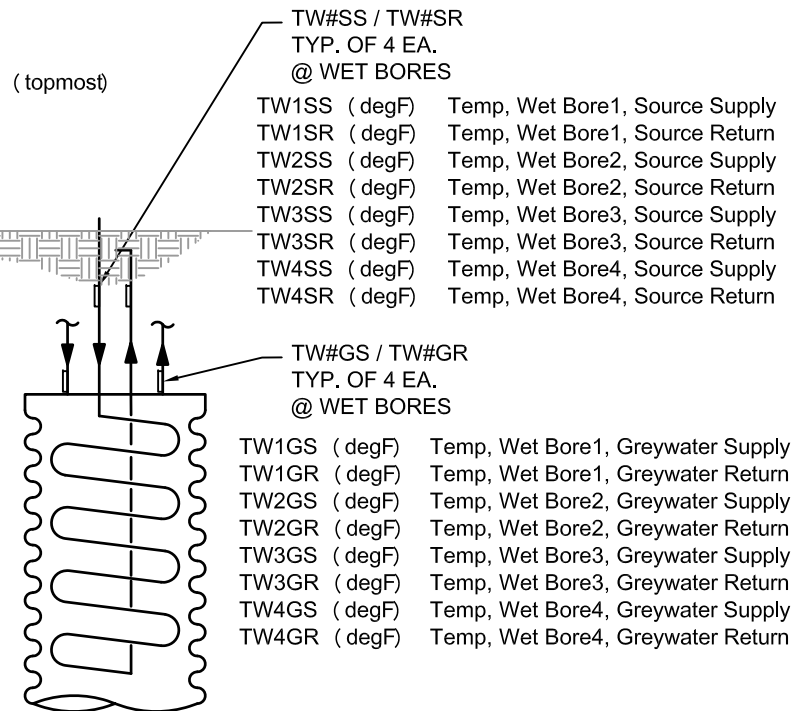 TW#SS / TW#SR
TYP. OF 4 EA.
@ WET BORES
( topmost)
TW1SS ( degF) Temp, Wet Bore1, Source Supply
TW1SR ( degF) Temp, Wet Bore1, Source Return
TW2SS ( degF) Temp, Wet Bore2, Source Supply
TW2SR ( degF) Temp, Wet Bore2, Source Return
TW3SS ( degF) Temp, Wet Bore3, Source Supply
TW3SR ( degF) Temp, Wet Bore3, Source Return
TW4SS ( degF) Temp, Wet Bore4, Source Supply
TW4SR ( degF) Temp, Wet Bore4, Source Return
TW#GS / TW#GR
TYP. OF 4 EA.
@ WET BORES
TW1GS ( degF) Temp, Wet Bore1, Greywater Supply
TW1GR ( degF) Temp, Wet Bore1, Greywater Return
TW2GS ( degF) Temp, Wet Bore2, Greywater Supply
TW2GR ( degF) Temp, Wet Bore2, Greywater Return
TW3GS ( degF) Temp, Wet Bore3, Greywater Supply
TW3GR ( degF) Temp, Wet Bore3, Greywater Return
TW4GS ( degF) Temp, Wet Bore4, Greywater Supply
TW4GR ( degF) Temp, Wet Bore4, Greywater Return